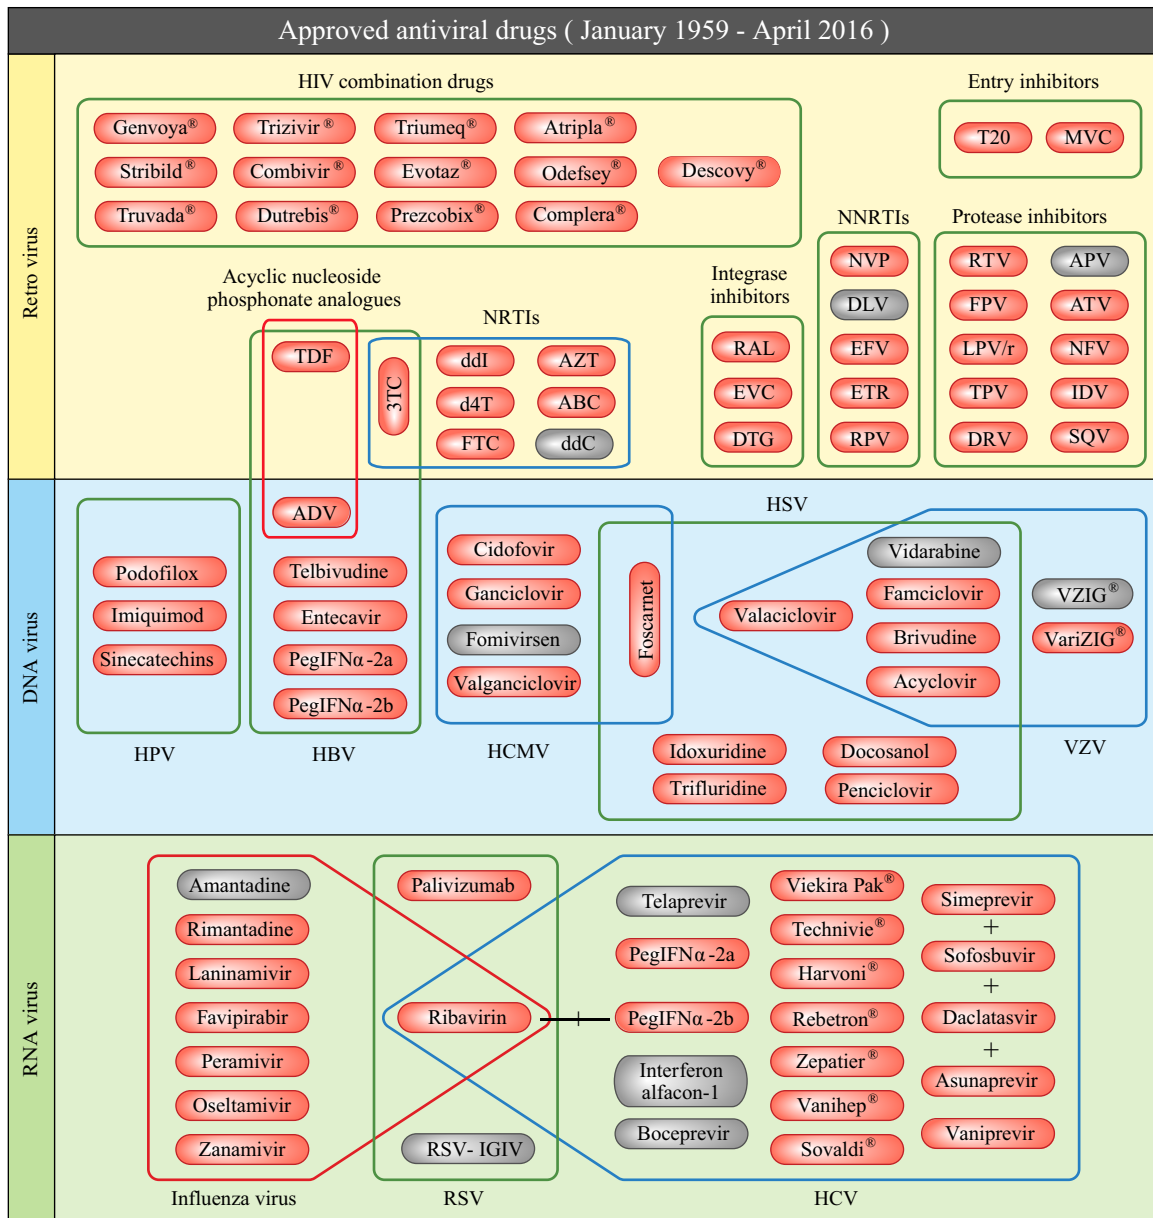 Approved antiviral drugs ( January 1959 - April 2016 )
Retro virus
HIV combination drugs
Genvoya®
Trizivir ®
Triumeq®
Atripla®
Stribild®
Combivir ®
Evotaz®
Odefsey®
Descovy®
Truvada®
Dutrebis®
Prezcobix®
Complera®
Entry inhibitors
T20
MVC
Acyclic nucleoside
phosphonate analogues
TDF
ADV
NRTIs
3TC
ddI
AZT
d4T
ABC
FTC
ddC
Integrase
inhibitors
RAL
EVC
DTG
NNRTIs
NVP
DLV
EFV
ETR
RPV
Protease inhibitors
RTV
APV
FPV
ATV
LPV/r
NFV
TPV
IDV
DRV
SQV
DNA virus
Podofilox
Imiquimod
Sinecatechins
HPV
Telbivudine
Entecavir
PegIFNα-2a
PegIFNα-2b
HBV
Cidofovir
Ganciclovir
Fomivirsen
Valganciclovir
HCMV
Foscarnet
HSV
Valaciclovir
Vidarabine
Famciclovir
Brivudine
Acyclovir
Idoxuridine
Docosanol
Trifluridine
Penciclovir
VZIG®
VariZIG®
VZV
RNA virus
Amantadine
Rimantadine
Laninamivir
Favipirabir
Peramivir
Oseltamivir
Zanamivir
Influenza virus
Palivizumab
Ribavirin
RSV- IGIV
RSV
+
Telaprevir
PegIFNα-2a
PegIFNα-2b
Interferon
alfacon-1
Boceprevir
Viekira Pak®
Technivie®
Harvoni®
Rebetron®
Zepatier®
Vanihep®
Sovaldi®
Simeprevir
+
Sofosbuvir
+
Daclatasvir
+
Asunaprevir
Vaniprevir
HCV